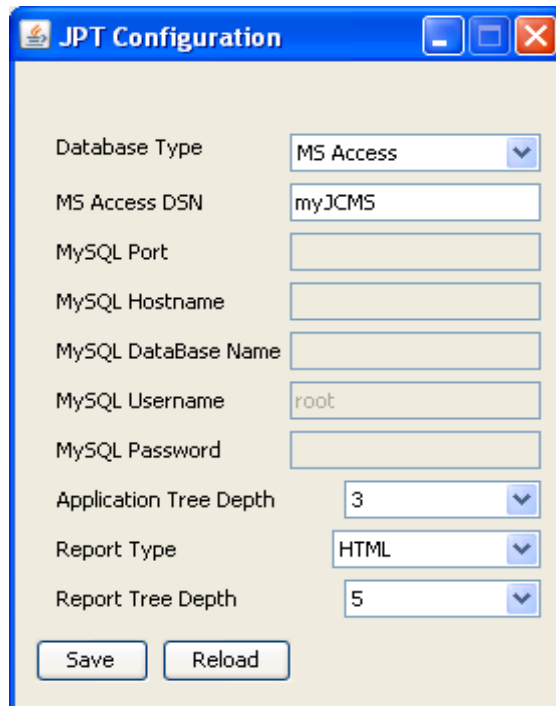 JPT Configuration
Database Type MS Access
MS Access DSN myJCMS
MySQL Port
MySQL Hostname
MySQL DataBase Name
MySQL Username root
MySQL Password
Application Tree Depth 3
Report Type HTML
Report Tree Depth 5
Save Reload